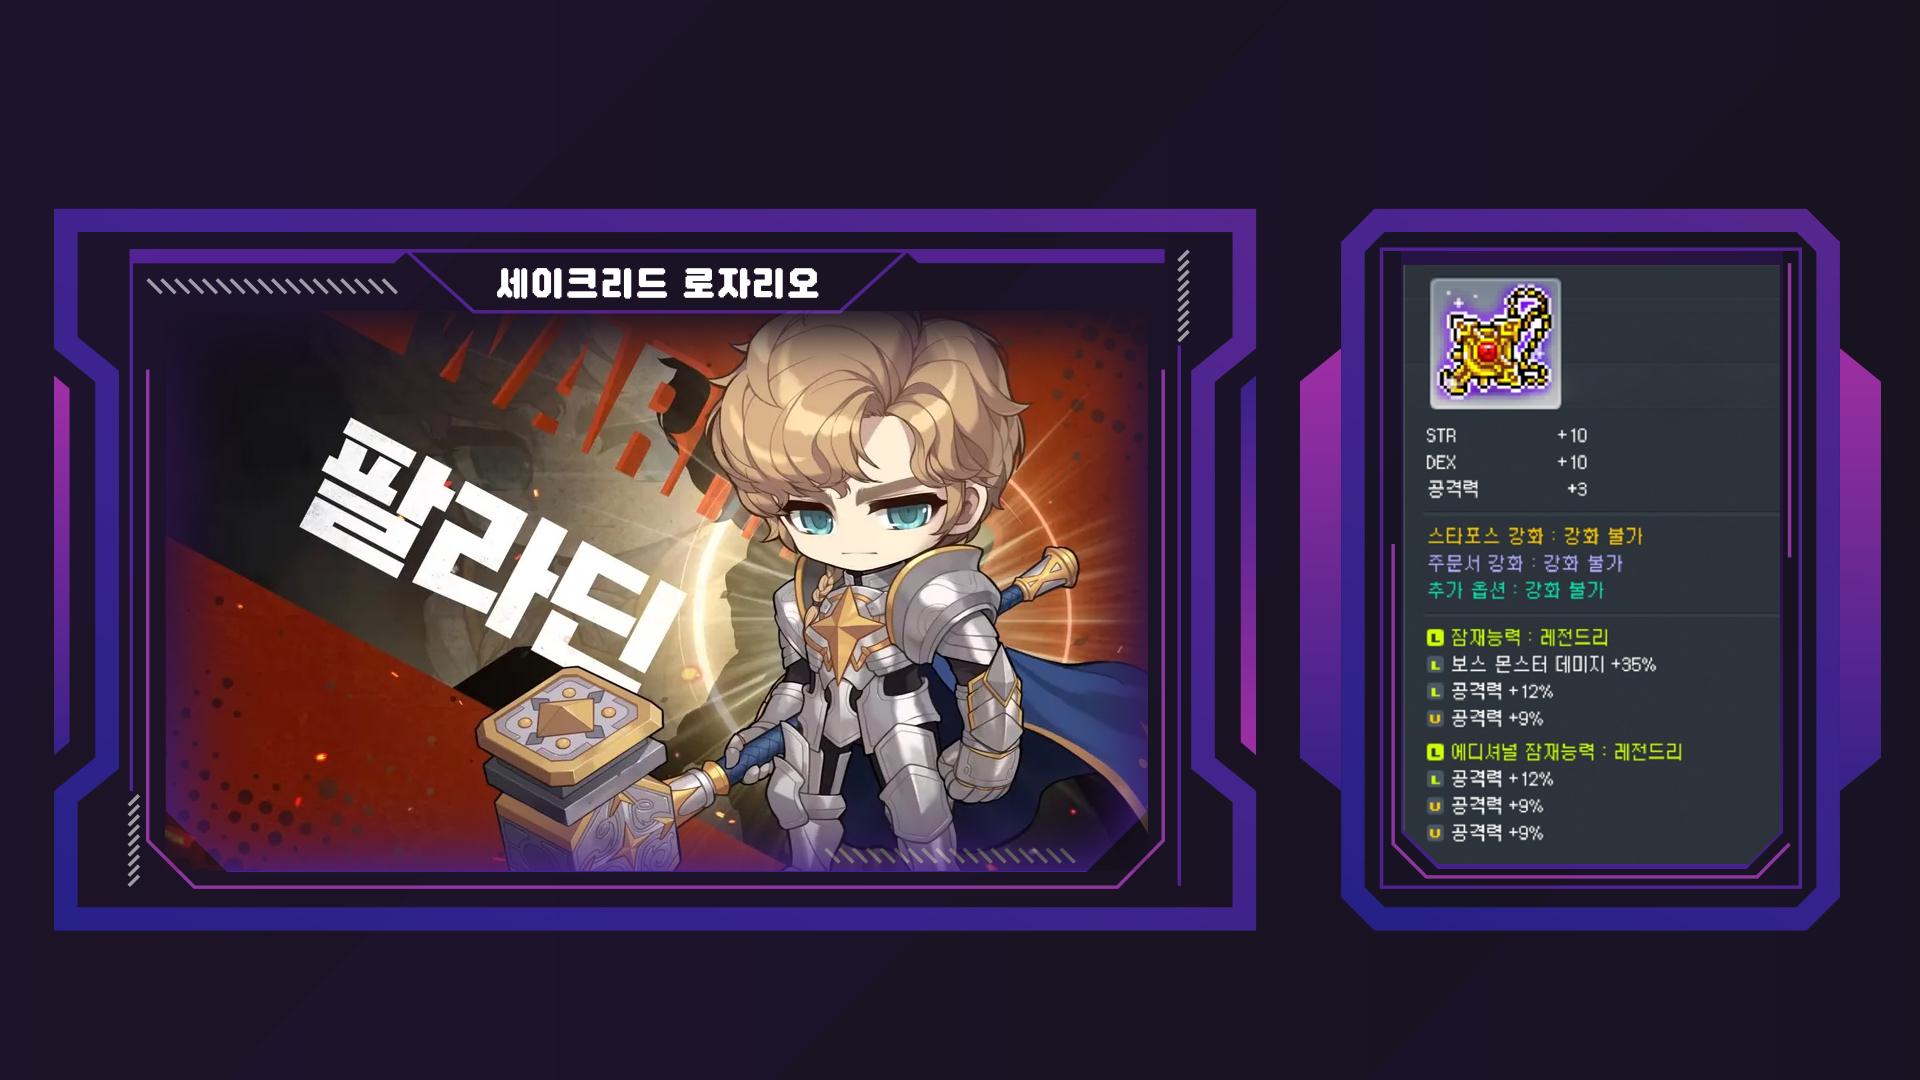 세이크리드 로자리오
WAR
팔라딘
STR +10
DEX +10
공격력 +3
스타포스 강화 : 강화 불가
주문서 강화 : 강화 불가
추가 옵션 : 강화 불가
L 잠재능력 : 레전드리
L 보스 몬스터 데미지 +35%
L 공격력 +12%
U 공격력 +9%
L 에디셔널 잠재능력 : 레전드리
L 공격력 +12%
U 공격력 +9%
U 공격력 +9%